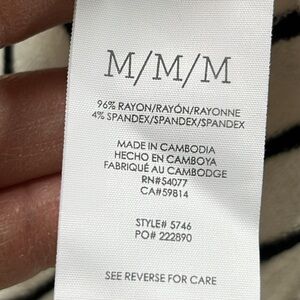 M/M/M
96% RAYON/RAYÓN/RAYONNE
4% SPANDEX/SPANDEX/SPANDEX
MADE IN CAMBODIA
HECHO EN CAMBOYA
FABRIQUÉ AU CAMBODGE
RN#54077
CA#59814
STYLE# 5746
PO# 222890
SEE REVERSE FOR CARE